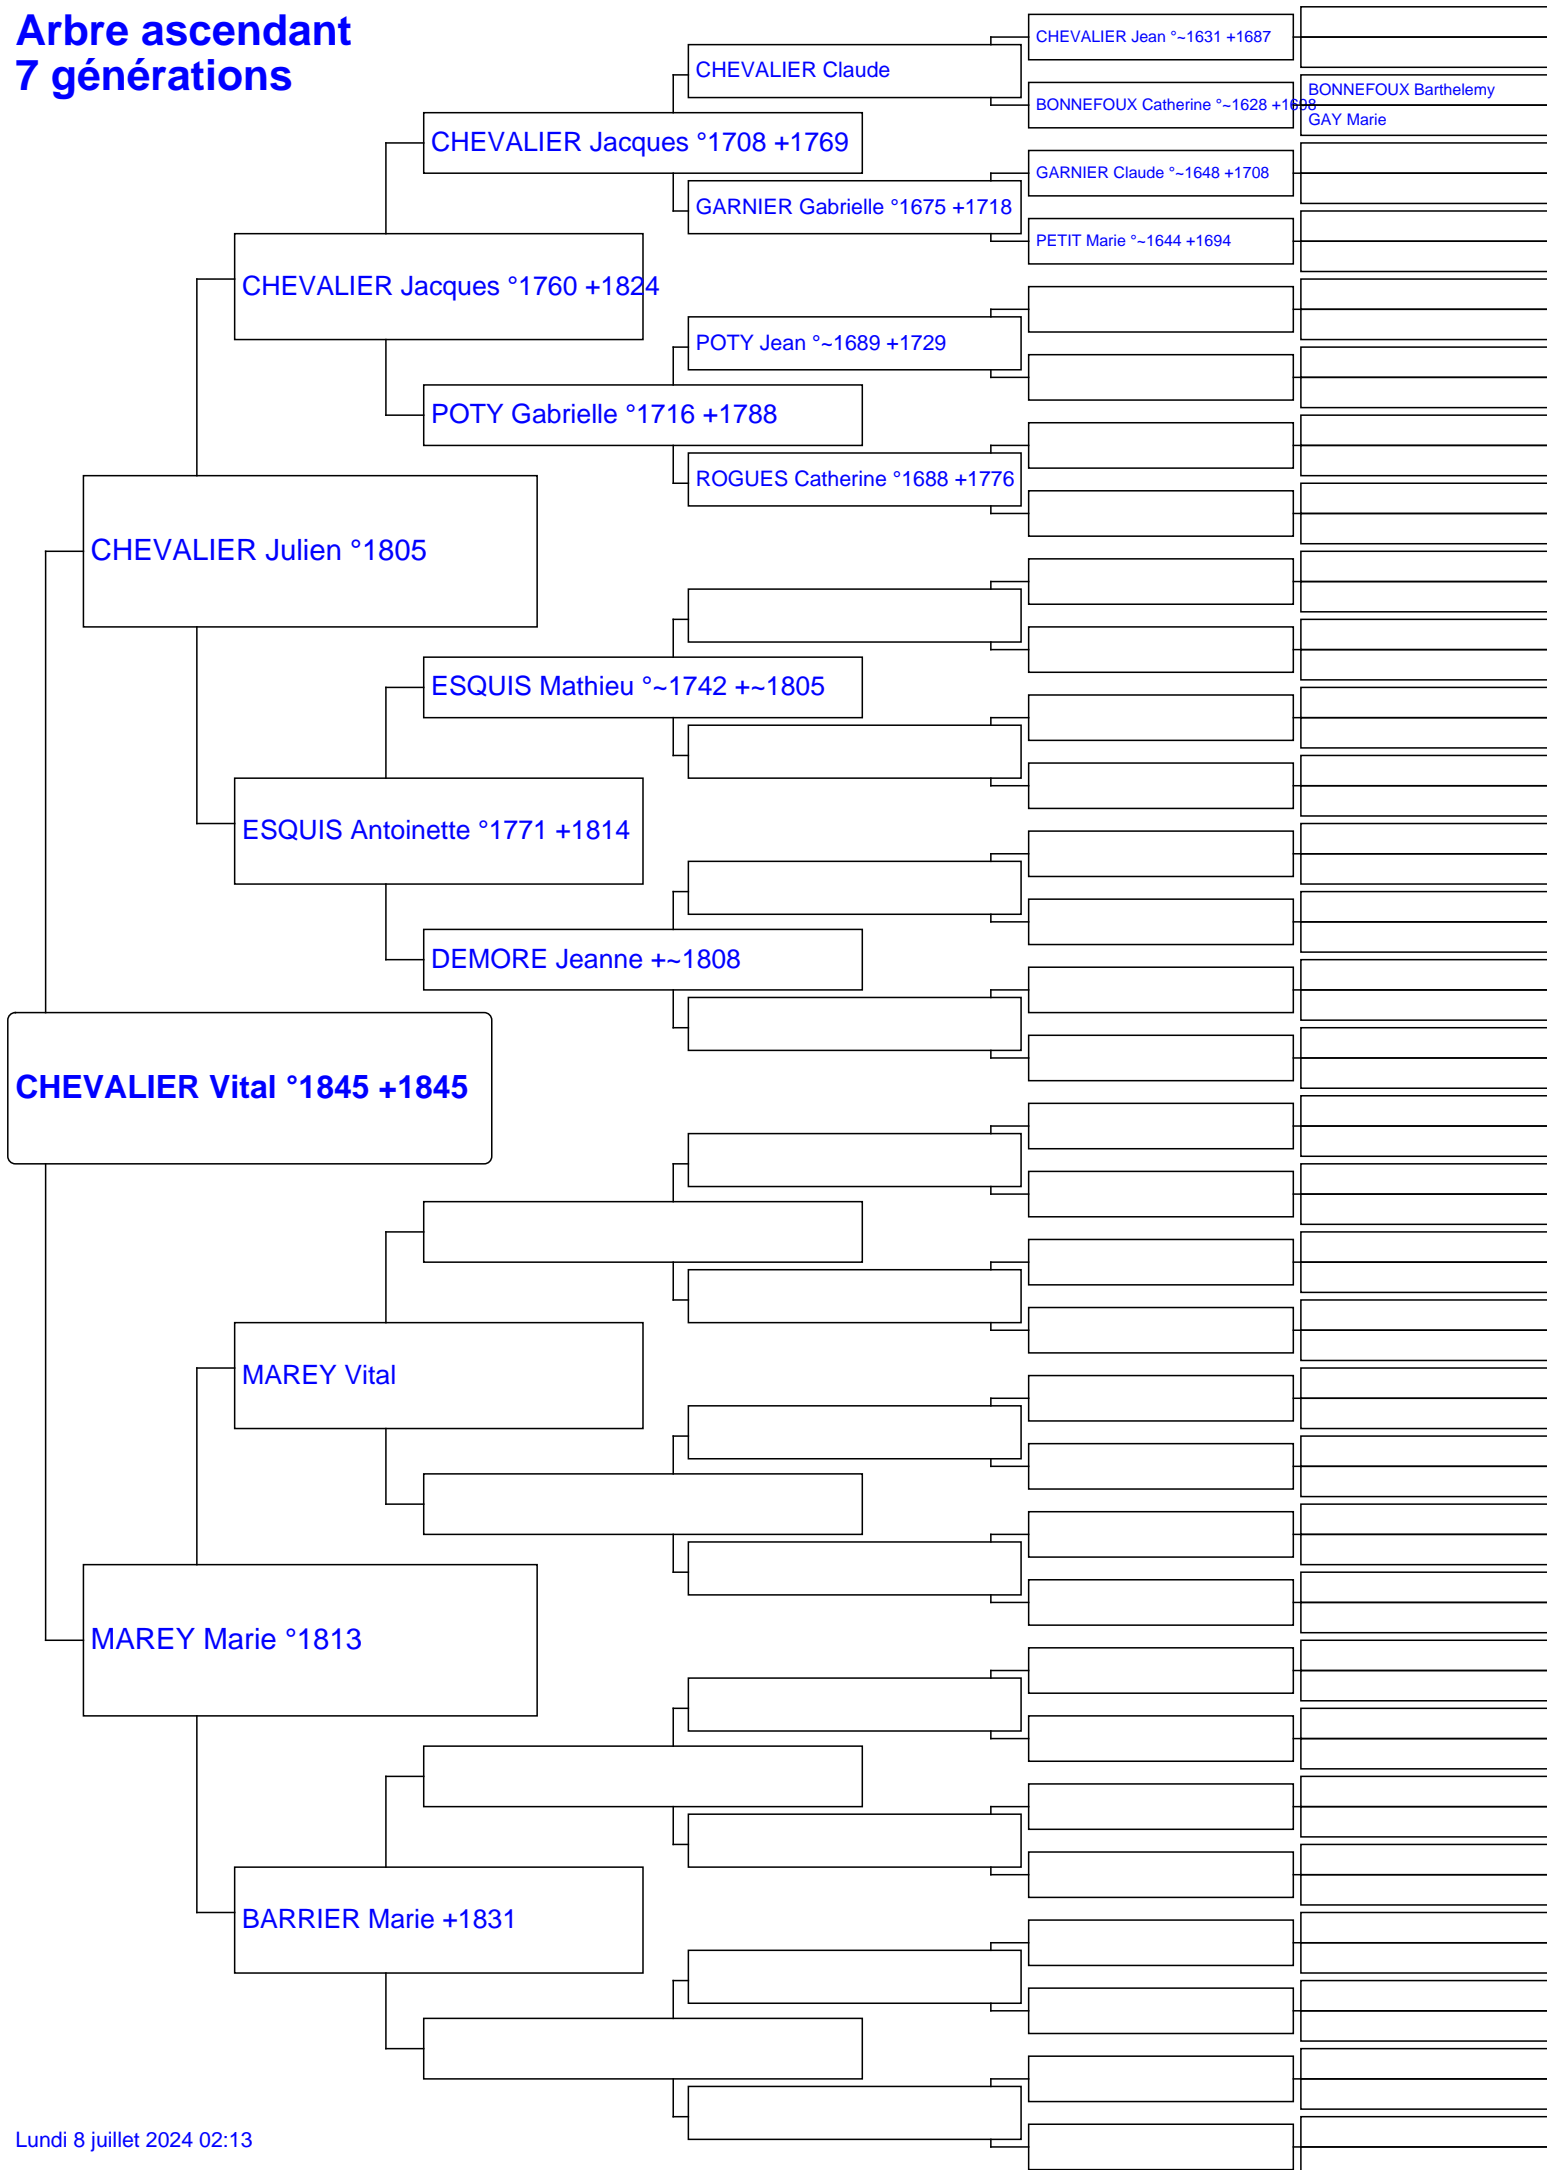 Arbre ascendant
7 générations
CHEVALIER Jean °~1631 +1687
CHEVALIER Claude
BONNEFOUX Catherine °~1628 +1698
BONNEFOUX Barthelemy
GAY Marie
CHEVALIER Jacques °1708 +1769
GARNIER Claude °~1648 +1708
GARNIER Gabrielle °1675 +1718
PETIT Marie °~1644 +1694
CHEVALIER Jacques °1760 +1824
POTY Jean °~1689 +1729
POTY Gabrielle °1716 +1788
ROGUES Catherine °1688 +1776
CHEVALIER Julien °1805
ESQUIS Mathieu °~1742 +~1805
ESQUIS Antoinette °1771 +1814
DEMORE Jeanne +~1808
CHEVALIER Vital °1845 +1845
MAREY Vital
MAREY Marie °1813
BARRIER Marie +1831
Lundi 8 juillet 2024 02:13